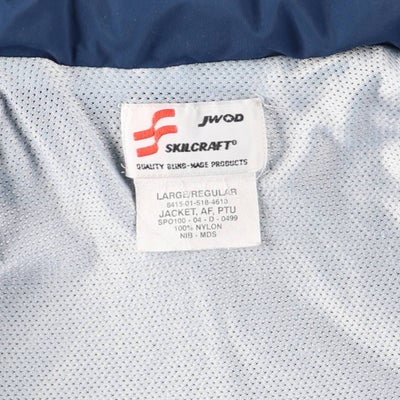 JWOD
SKILCRAFT®
QUALITY BLIND-MADE PRODUCTS
LARGE/REGULAR
8415-01-518-4613
JACKET, AF, PTU
SPO100 - 04 - D - 0499
100% NYLON
NIB - MDS